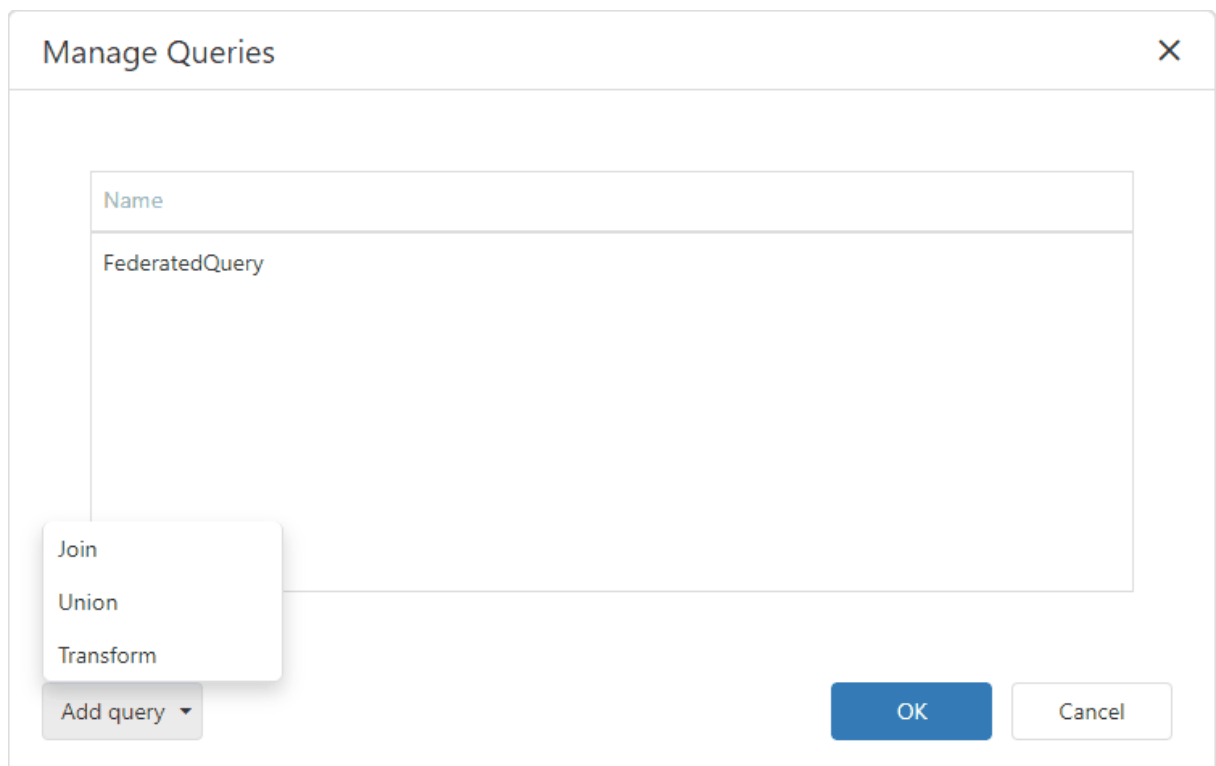 Manage Queries
Name
FederatedQuery
Join
Union
Transform
Add query
OK
Cancel